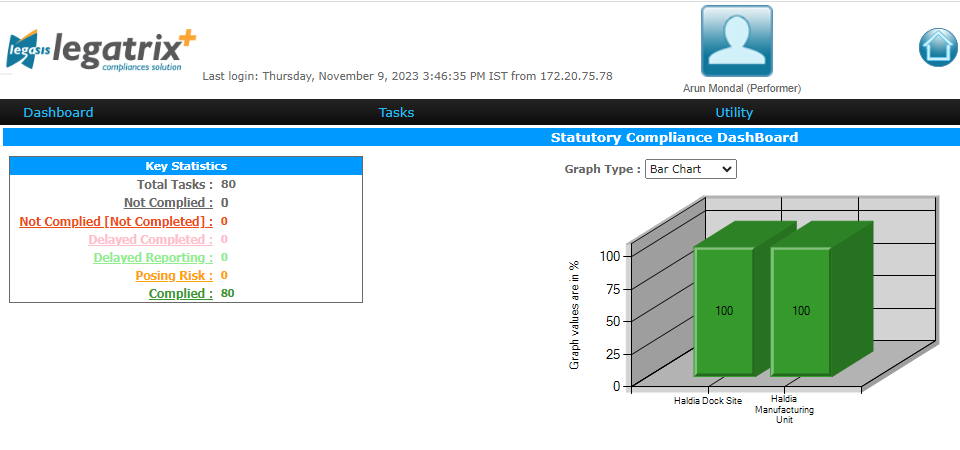 legasis legatrix+
compliances solution
Last login: Thursday, November 9, 2023 3:46:35 PM IST from 172.20.75.78
Arun Mondal (Performer)
Dashboard Tasks Utility
Statutory Compliance DashBoard
Key Statistics
Total Tasks : 80
Not Complied : 0
Not Complied [Not Completed] : 0
Delayed Completed : 0
Delayed Reporting : 0
Posing Risk : 0
Complied : 80
Graph Type : Bar Chart
Graph values are in %
100
75
50
25
0
100 100
Haldia Dock Site
Haldia
Manufacturing
Unit